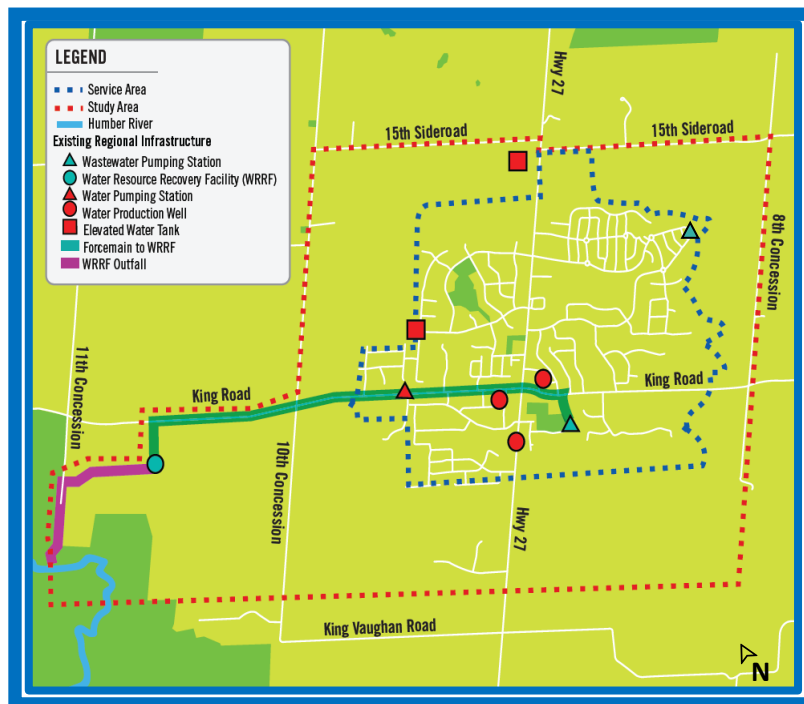 LEGEND
Service Area
Study Area
Humber River
Existing Regional Infrastructure
Wastewater Pumping Station
Water Resource Recovery Facility (WRRF)
Water Pumping Station
Water Production Well
Elevated Water Tank
Forcemain to WRRF
WRRF Outfall
Hwy 27
15th Sideroad
15th Sideroad
8th Concession
11th Concession
King Road
King Road
10th Concession
Hwy 27
King Vaughan Road
N